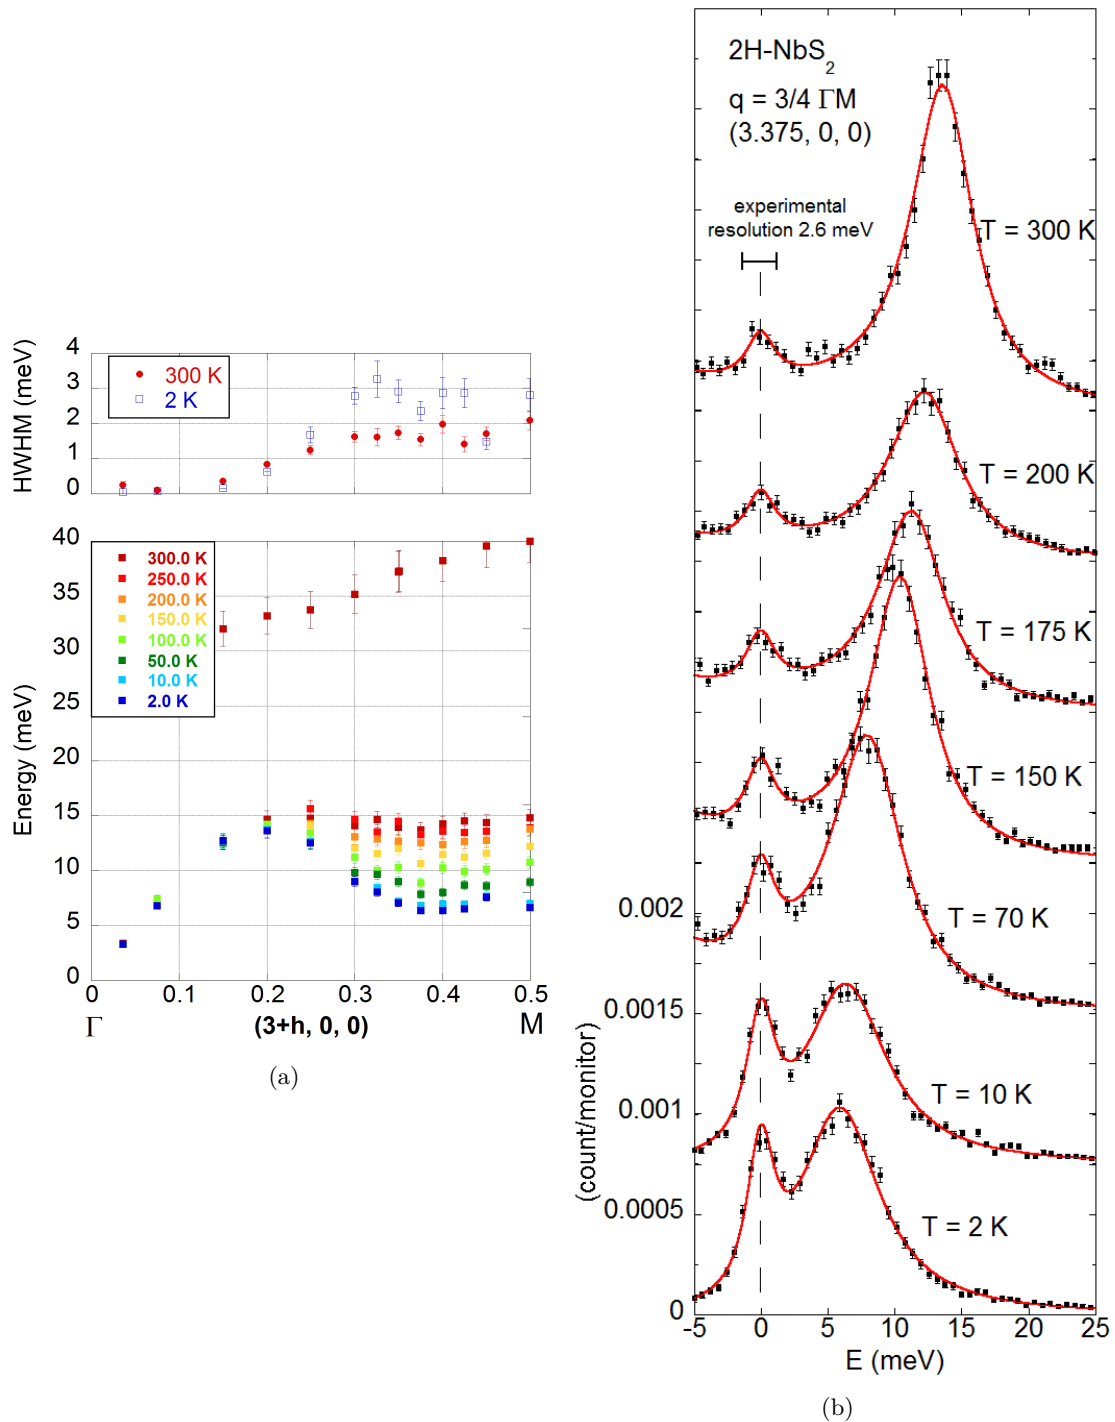 4
3
2
1
0
HWHM (meV)
300 K
2 K
40
35
30
25
20
15
10
5
0
Energy (meV)
300.0 K
250.0 K
200.0 K
150.0 K
100.0 K
50.0 K
10.0 K
2.0 K
0 0.1 0.2 0.3 0.4 0.5
Γ (3+h, 0, 0) M
(a)
2H-NbS2
q = 3/4 ΓM
(3.375, 0, 0)
experimental
resolution 2.6 meV
T = 300 K
T = 200 K
T = 175 K
T = 150 K
T = 70 K
T = 10 K
T = 2 K
0.002
0.0015
0.001
0.0005
0
(count/monitor)
-5 0 5 10 15 20 25
E (meV)
(b)